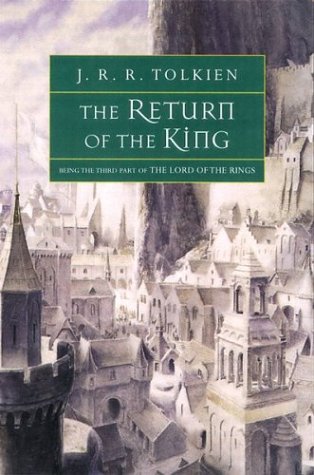 J. R. R. TOLKIEN
THE RETURN
OF THE KING
BEING THE THIRD PART OF THE LORD OF THE RINGS